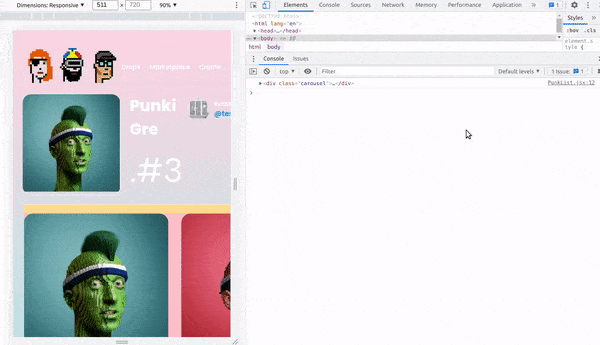 Dimensions: Responsive ▼ 511 × 720 90% ▼
Elements Console Sources Network Memory Performance Application »
<!DOCTYPE html>
<html lang="en">
▶<head>…</head>
▼<body> == $0
html body
Styles »
:hov .cls
element.s
tyle {
Console Issues
top ▼ Filter Default levels ▼ 1 Issue: 1
▶<div class="carousel">…</div> PunkList.jsx:12
Drops Marketplace Create
Punki
Gre
.#3
@tes